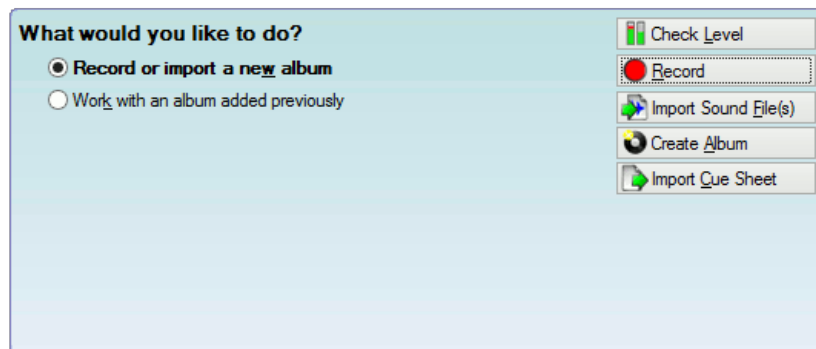 What would you like to do?
Record or import a new album
Work with an album added previously
Check Level
Record
Import Sound File(s)
Create Album
Import Cue Sheet